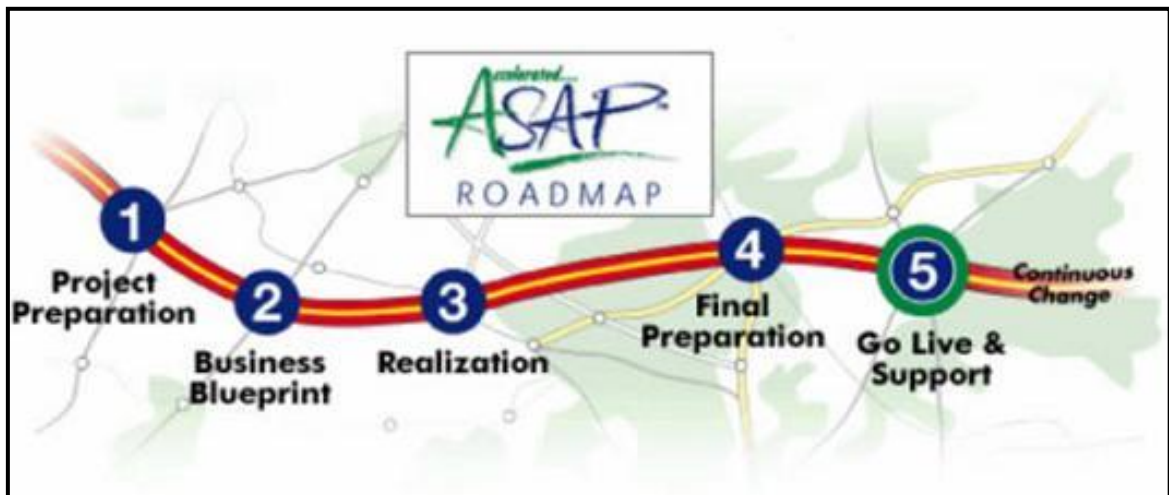 Accelerated...
ASAP™
ROADMAP
1
Project
Preparation
2
Business
Blueprint
3
Realization
4
Final
Preparation
5
Go Live &
Support
Continuous
Change